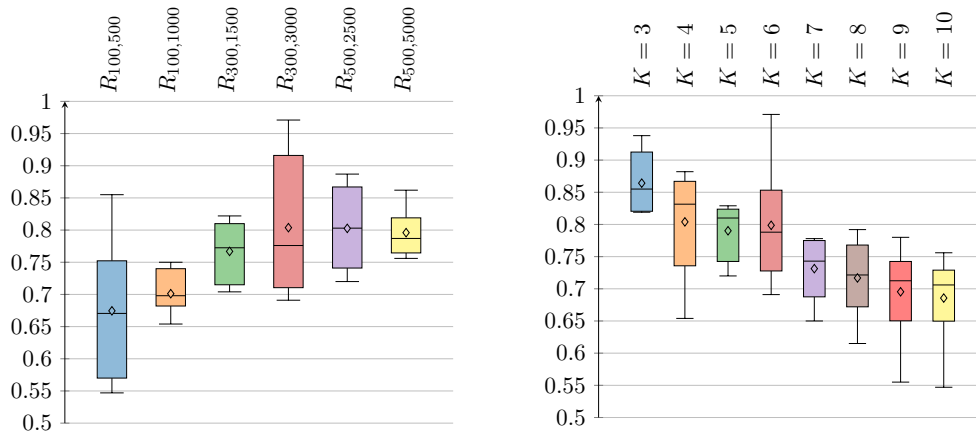 R100,500
R100,1000
R300,1500
R300,3000
R500,2500
R500,5000
1
0.95
0.9
0.85
0.8
0.75
0.7
0.65
0.6
0.55
0.5
K = 3
K = 4
K = 5
K = 6
K = 7
K = 8
K = 9
K = 10
1
0.95
0.9
0.85
0.8
0.75
0.7
0.65
0.6
0.55
0.5